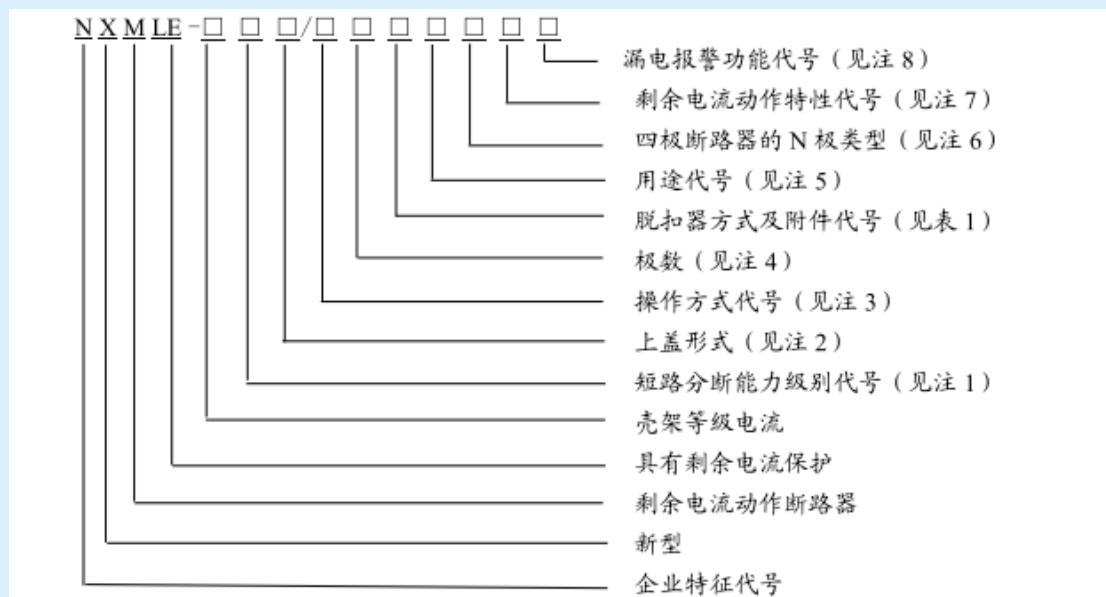 NXMLE-□□□/□□□□□□□
漏电报警功能代号（见注 8）
剩余电流动作特性代号（见注 7）
四极断路器的 N 极类型（见注 6）
用途代号（见注 5）
脱扣器方式及附件代号（见表 1）
极数（见注 4）
操作方式代号（见注 3）
上盖形式（见注 2）
短路分断能力级别代号（见注 1）
壳架等级电流
具有剩余电流保护
剩余电流动作断路器
新型
企业特征代号